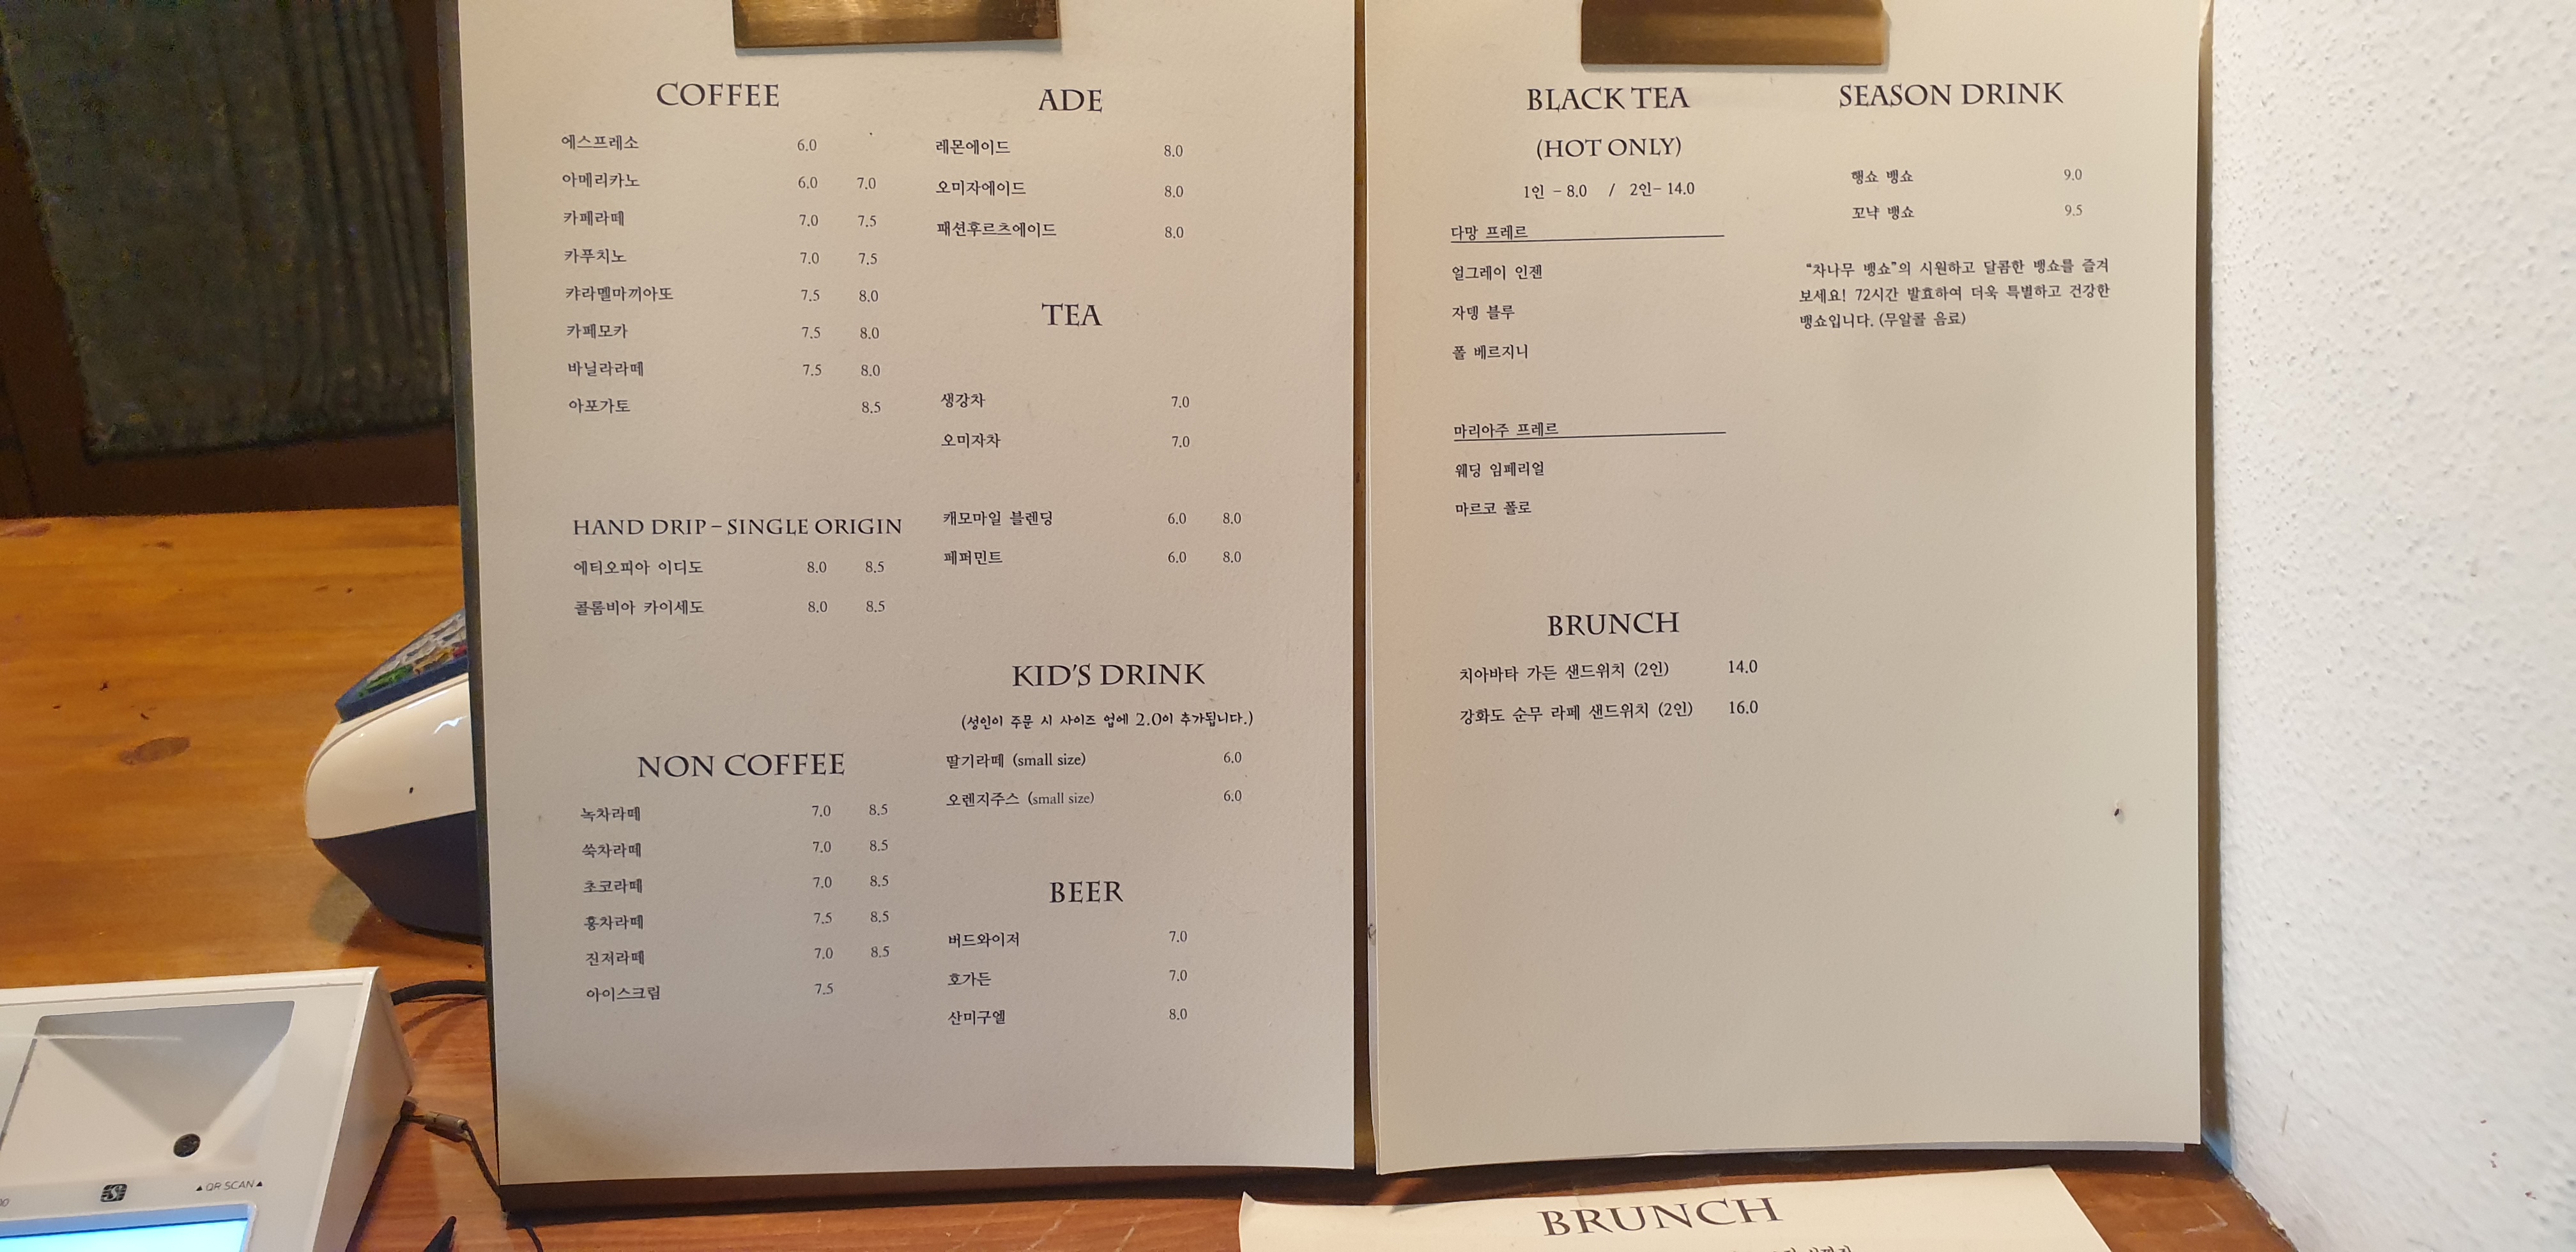 COFFEE
에스프레소 6.0
아메리카노 6.0 7.0
카페라떼 7.0 7.5
카푸치노 7.0 7.5
캬라멜마끼아또 7.5 8.0
카페모카 7.5 8.0
바닐라라떼 7.5 8.0
아포가토 8.5
HAND DRIP – SINGLE ORIGIN
에티오피아 이디도 8.0 8.5
콜롬비아 카이세도 8.0 8.5
NON COFFEE
녹차라떼 7.0 8.5
쑥차라떼 7.0 8.5
초코라떼 7.0 8.5
홍차라떼 7.5 8.5
진저라떼 7.0 8.5
아이스크림 7.5
ADE
레몬에이드 8.0
오미자에이드 8.0
패션후르츠에이드 8.0
TEA
생강차 7.0
오미자차 7.0
캐모마일 블렌딩 6.0 8.0
페퍼민트 6.0 8.0
KID'S DRINK
(성인이 주문 시 사이즈 업에 2.0이 추가됩니다.)
딸기라떼 (small size) 6.0
오렌지주스 (small size) 6.0
BEER
버드와이저 7.0
호가든 7.0
산미구엘 8.0
BLACK TEA
(HOT ONLY)
1인 – 8.0 / 2인– 14.0
다망 프레르
얼그레이 인젠
자뎅 블루
폴 베르지니
마리아주 프레르
웨딩 임페리얼
마르코 폴로
BRUNCH
치아바타 가든 샌드위치 (2인) 14.0
강화도 순무 라페 샌드위치 (2인) 16.0
SEASON DRINK
행쇼 뱅쇼 9.0
꼬냑 뱅쇼 9.5
"차나무 뱅쇼"의 시원하고 달콤한 뱅쇼를 즐겨
보세요! 72시간 발효하여 더욱 특별하고 건강한
뱅쇼입니다. (무알콜 음료)
▲QR SCAN▲
BRUNCH